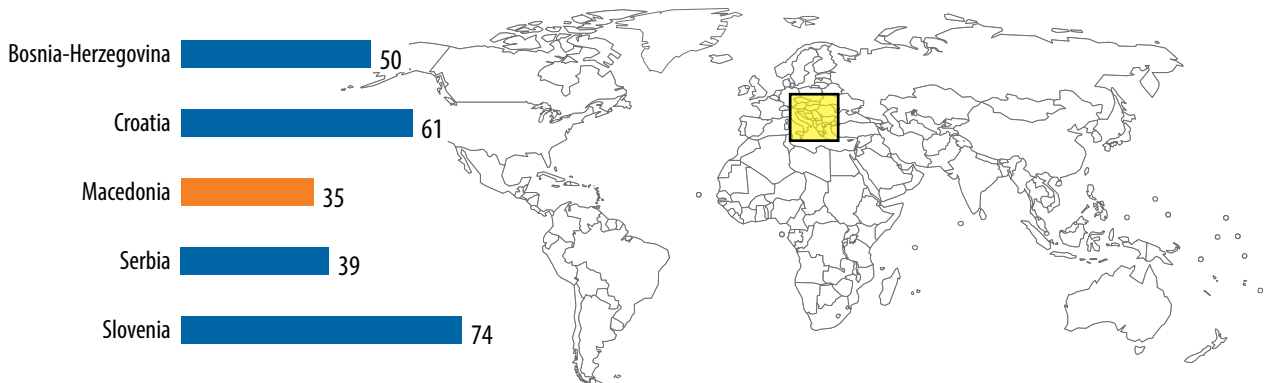 Bosnia-Herzegovina 50
Croatia 61
Macedonia 35
Serbia 39
Slovenia 74